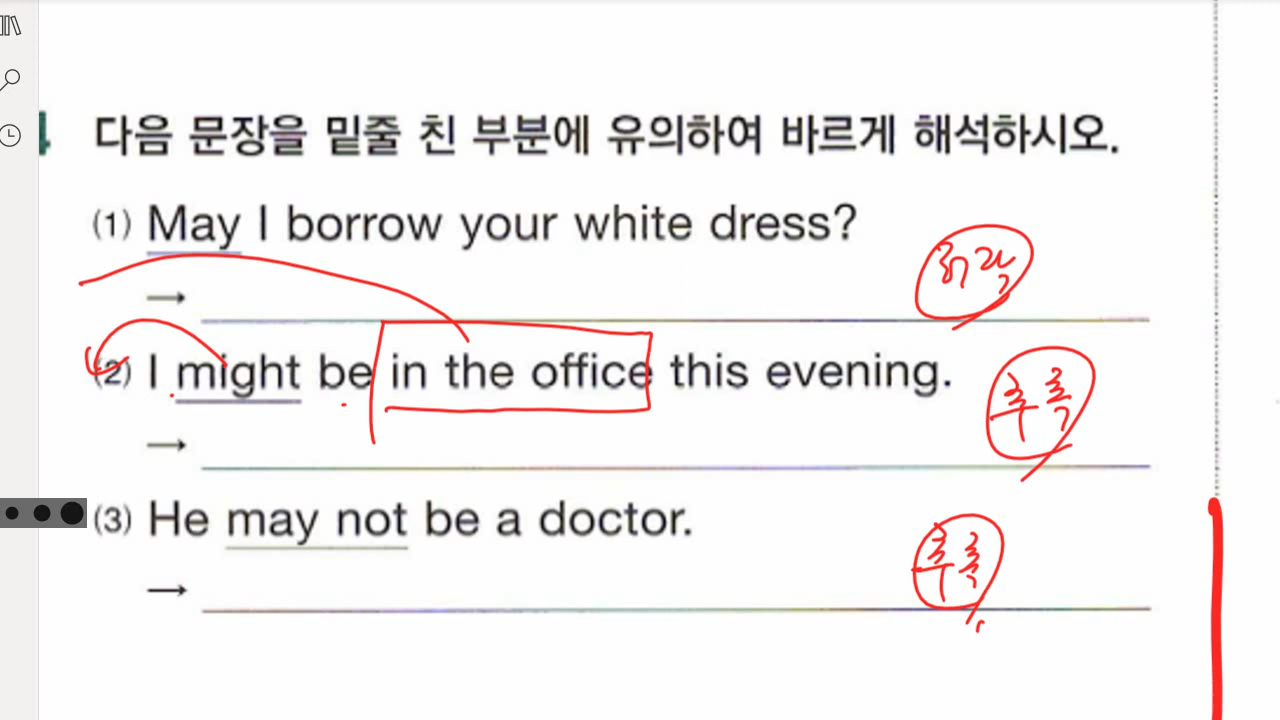 4 다음 문장을 밑줄 친 부분에 유의하여 바르게 해석하시오.
(1) May I borrow your white dress?
허락
→
(2) I might be in the office this evening.
추측
→
(3) He may not be a doctor.
추측
→